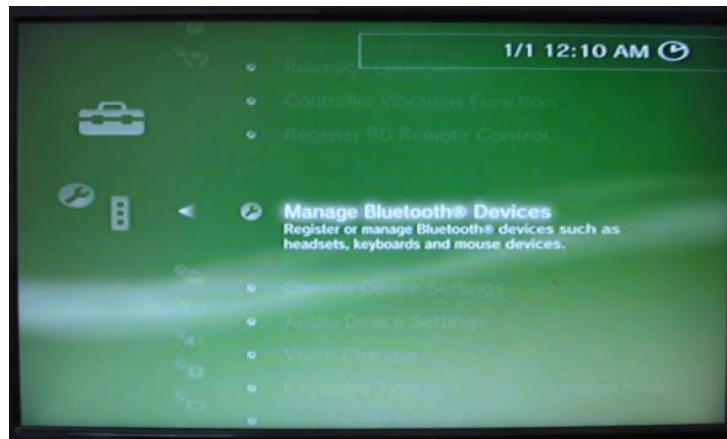 1/1 12:10 AM
Reassign Controllers
Controller Vibration Function
Register BD Remote Control
Manage Bluetooth® Devices
Register or manage Bluetooth® devices such as
headsets, keyboards and mouse devices.
Camera Device Settings
Audio Device Settings
Voice Changer
Keyboard Type